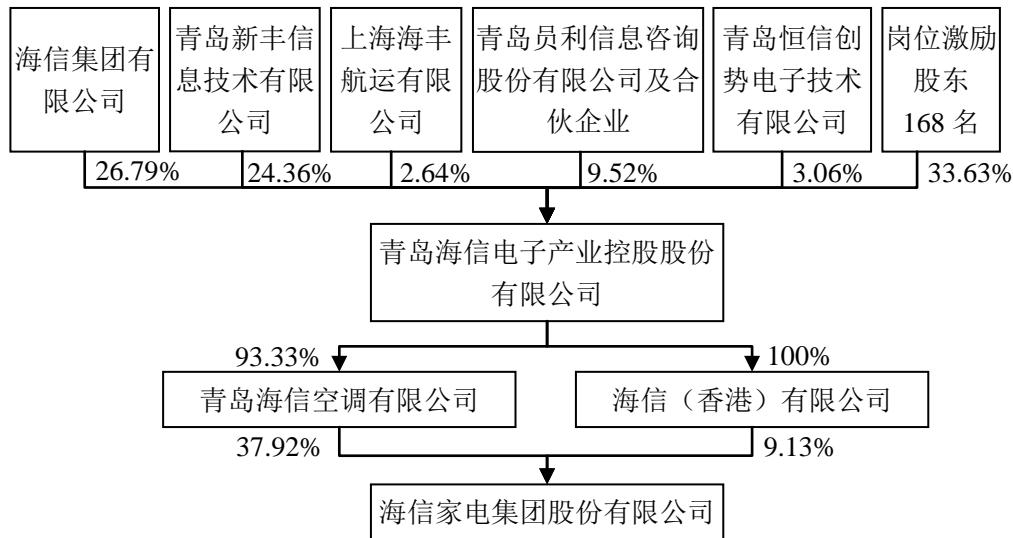 海信集团有
限公司
青岛新丰信
息技术有限
公司
上海海丰
航运有限
公司
青岛员利信息咨询
股份有限公司及合
伙企业
青岛恒信创
势电子技术
有限公司
岗位激励
股东
168 名
26.79%
24.36%
2.64%
9.52%
3.06%
33.63%
青岛海信电子产业控股股份
有限公司
93.33%
100%
青岛海信空调有限公司
海信（香港）有限公司
37.92%
9.13%
海信家电集团股份有限公司